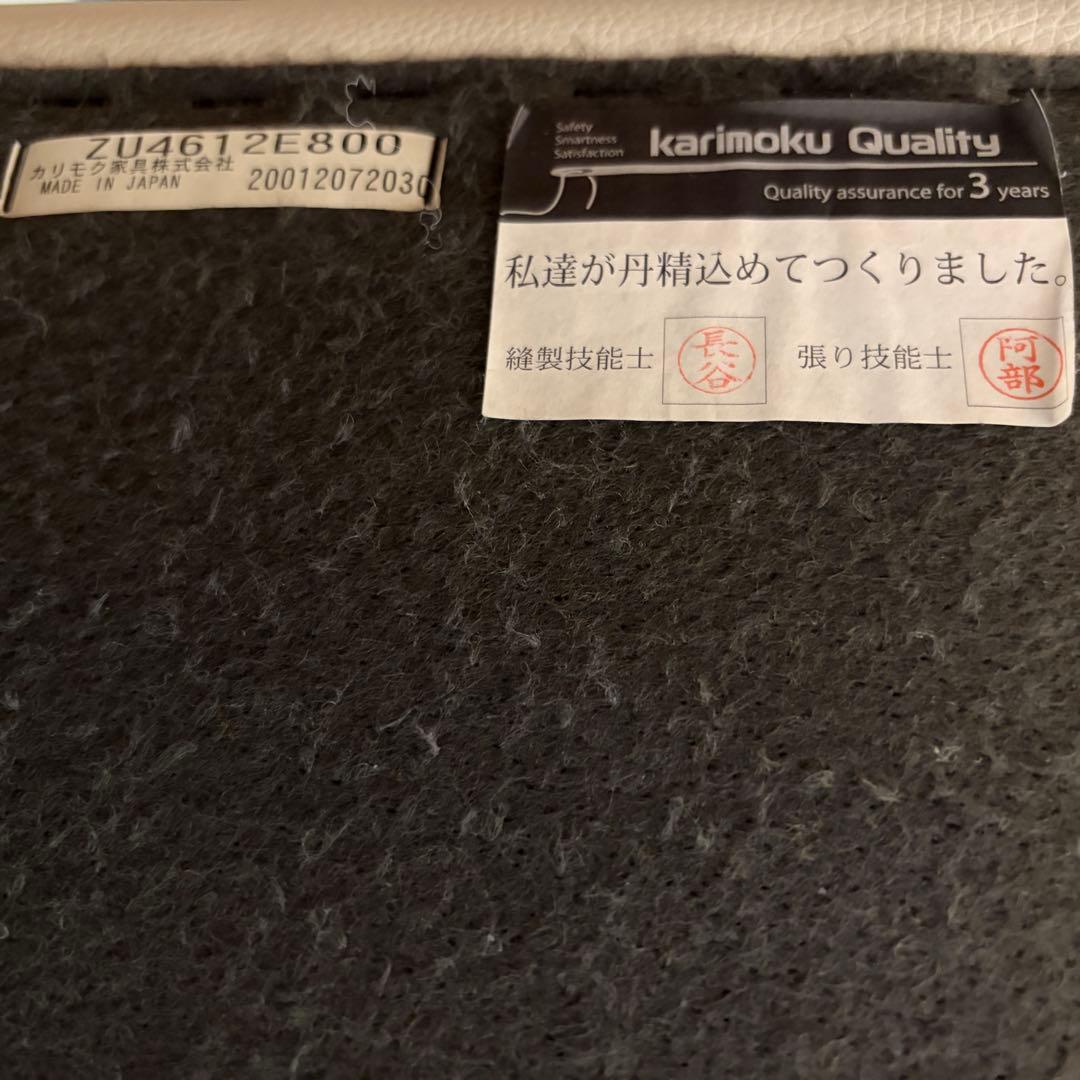 ZU4612E800
カリモク家具株式会社
MADE IN JAPAN 20012072030
Safety
Smartness
Satisfaction
karimoku Quality
Quality assurance for 3 years
私達が丹精込めてつくりました。
縫製技能士 長谷 張り技能士 阿部